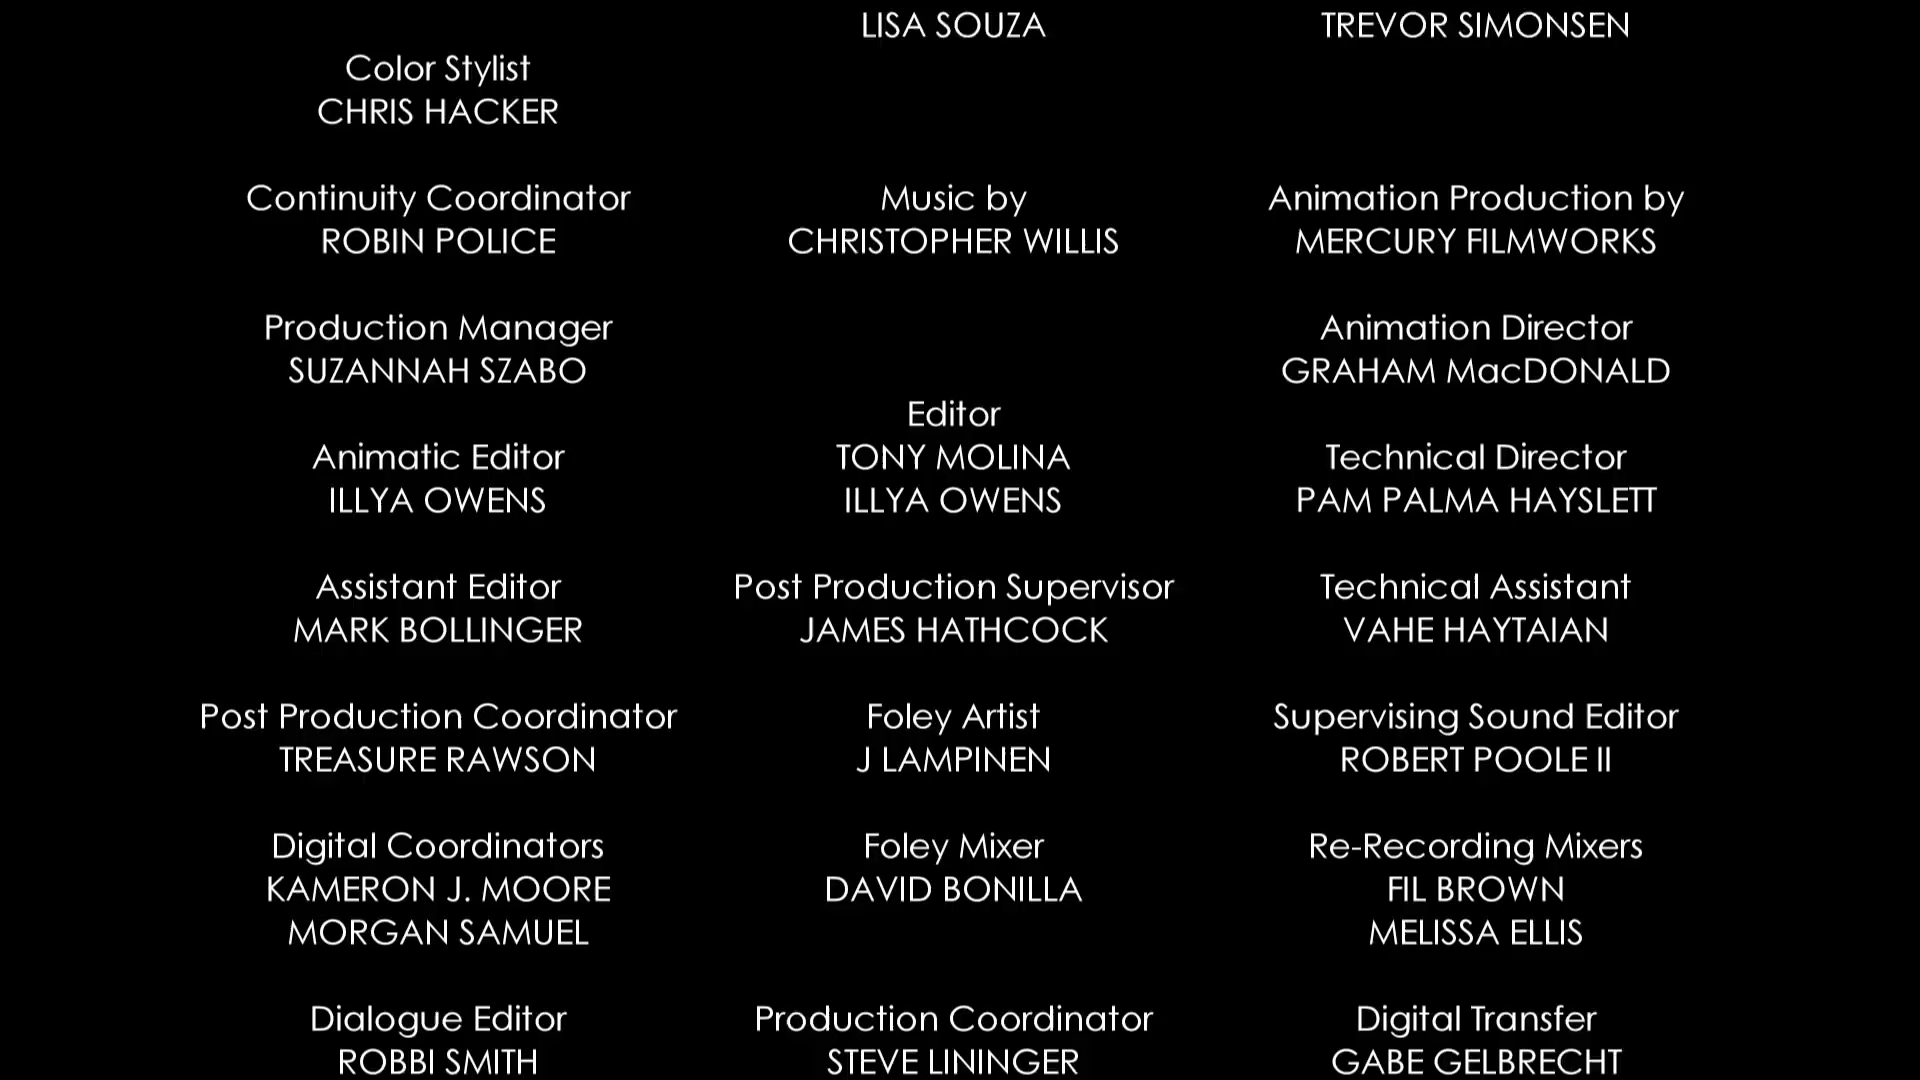 LISA SOUZA
TREVOR SIMONSEN
Color Stylist
CHRIS HACKER
Continuity Coordinator
ROBIN POLICE
Music by
CHRISTOPHER WILLIS
Animation Production by
MERCURY FILMWORKS
Production Manager
SUZANNAH SZABO
Animation Director
GRAHAM MacDONALD
Editor
TONY MOLINA
ILLYA OWENS
Animatic Editor
ILLYA OWENS
Technical Director
PAM PALMA HAYSLETT
Assistant Editor
MARK BOLLINGER
Post Production Supervisor
JAMES HATHCOCK
Technical Assistant
VAHE HAYTAIAN
Post Production Coordinator
TREASURE RAWSON
Foley Artist
J LAMPINEN
Supervising Sound Editor
ROBERT POOLE II
Digital Coordinators
KAMERON J. MOORE
MORGAN SAMUEL
Foley Mixer
DAVID BONILLA
Re-Recording Mixers
FIL BROWN
MELISSA ELLIS
Dialogue Editor
ROBBI SMITH
Production Coordinator
STEVE LININGER
Digital Transfer
GABE GELBRECHT